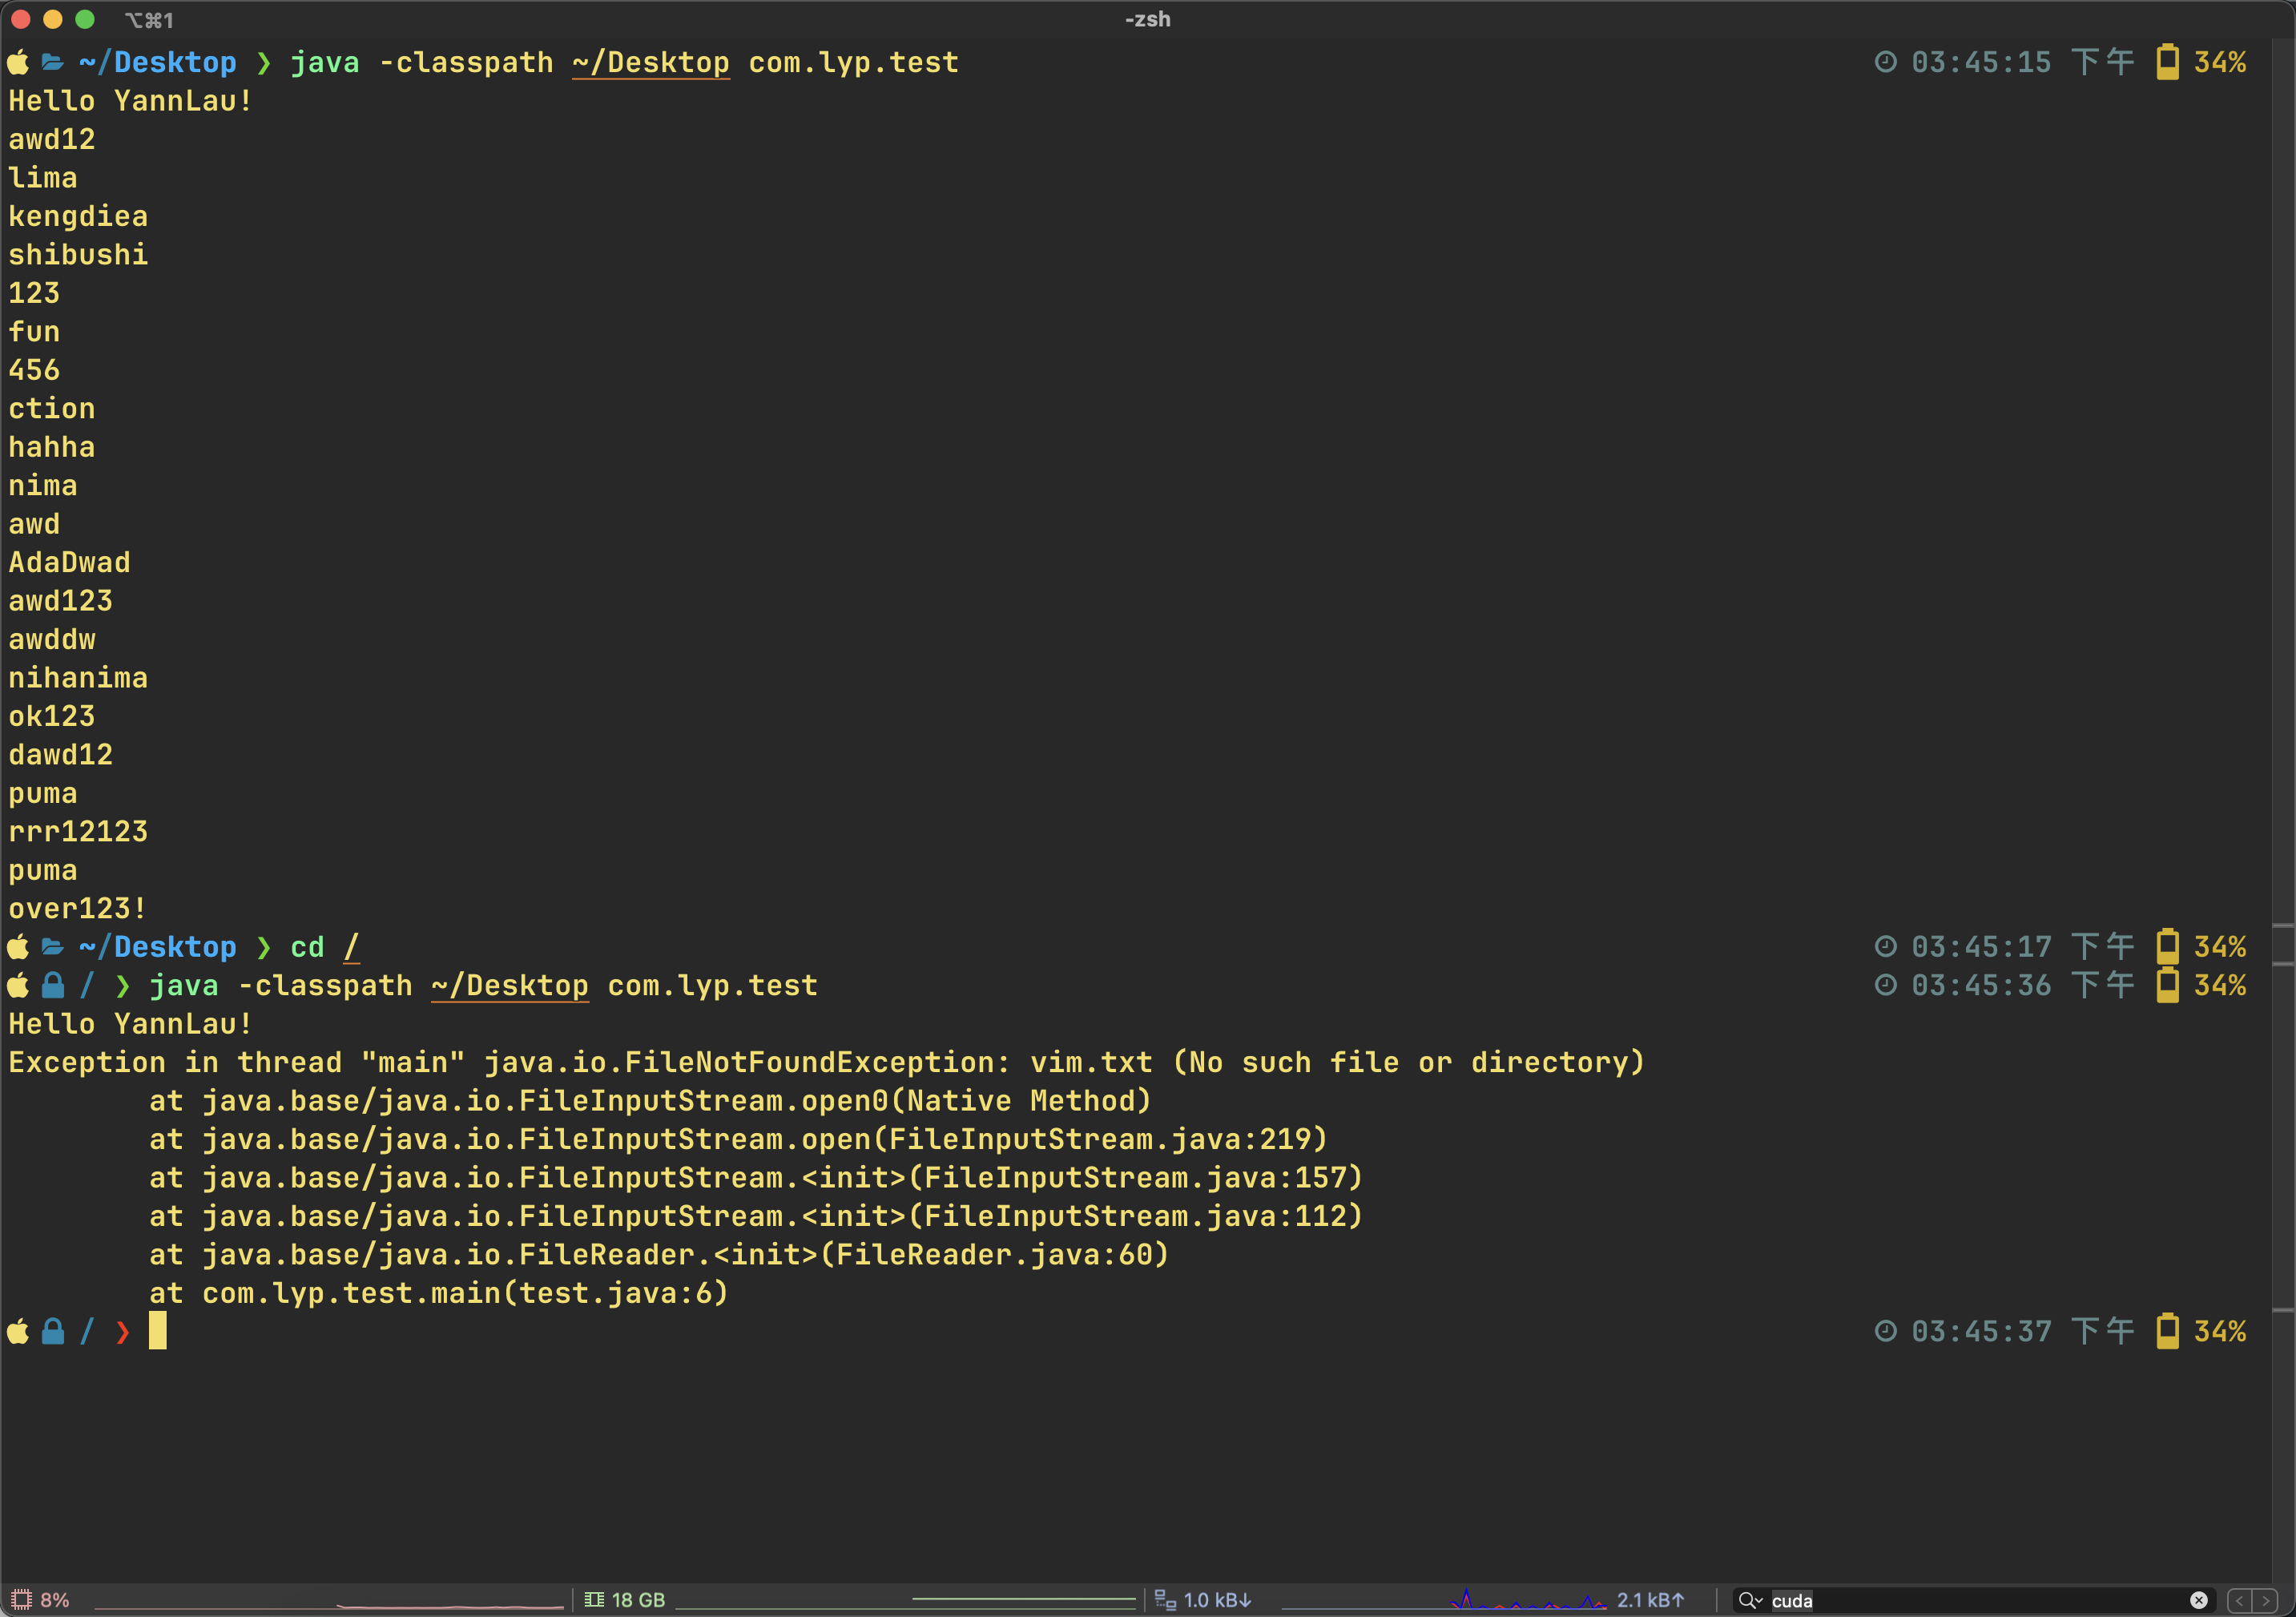 ⌥⌘1 -zsh
~/Desktop ❯ java -classpath ~/Desktop com.lyp.test 03:45:15 下午 34%
Hello YannLau!
awd12
lima
kengdiea
shibushi
123
fun
456
ction
hahha
nima
awd
AdaDwad
awd123
awddw
nihanima
ok123
dawd12
puma
rrr12123
puma
over123!
~/Desktop ❯ cd / 03:45:17 下午 34%
/ ❯ java -classpath ~/Desktop com.lyp.test 03:45:36 下午 34%
Hello YannLau!
Exception in thread "main" java.io.FileNotFoundException: vim.txt (No such file or directory)
at java.base/java.io.FileInputStream.open0(Native Method)
at java.base/java.io.FileInputStream.open(FileInputStream.java:219)
at java.base/java.io.FileInputStream.<init>(FileInputStream.java:157)
at java.base/java.io.FileInputStream.<init>(FileInputStream.java:112)
at java.base/java.io.FileReader.<init>(FileReader.java:60)
at com.lyp.test.main(test.java:6)
/ ❯ 03:45:37 下午 34%
8% 18 GB 1.0 kB↓ 2.1 kB↑ cuda